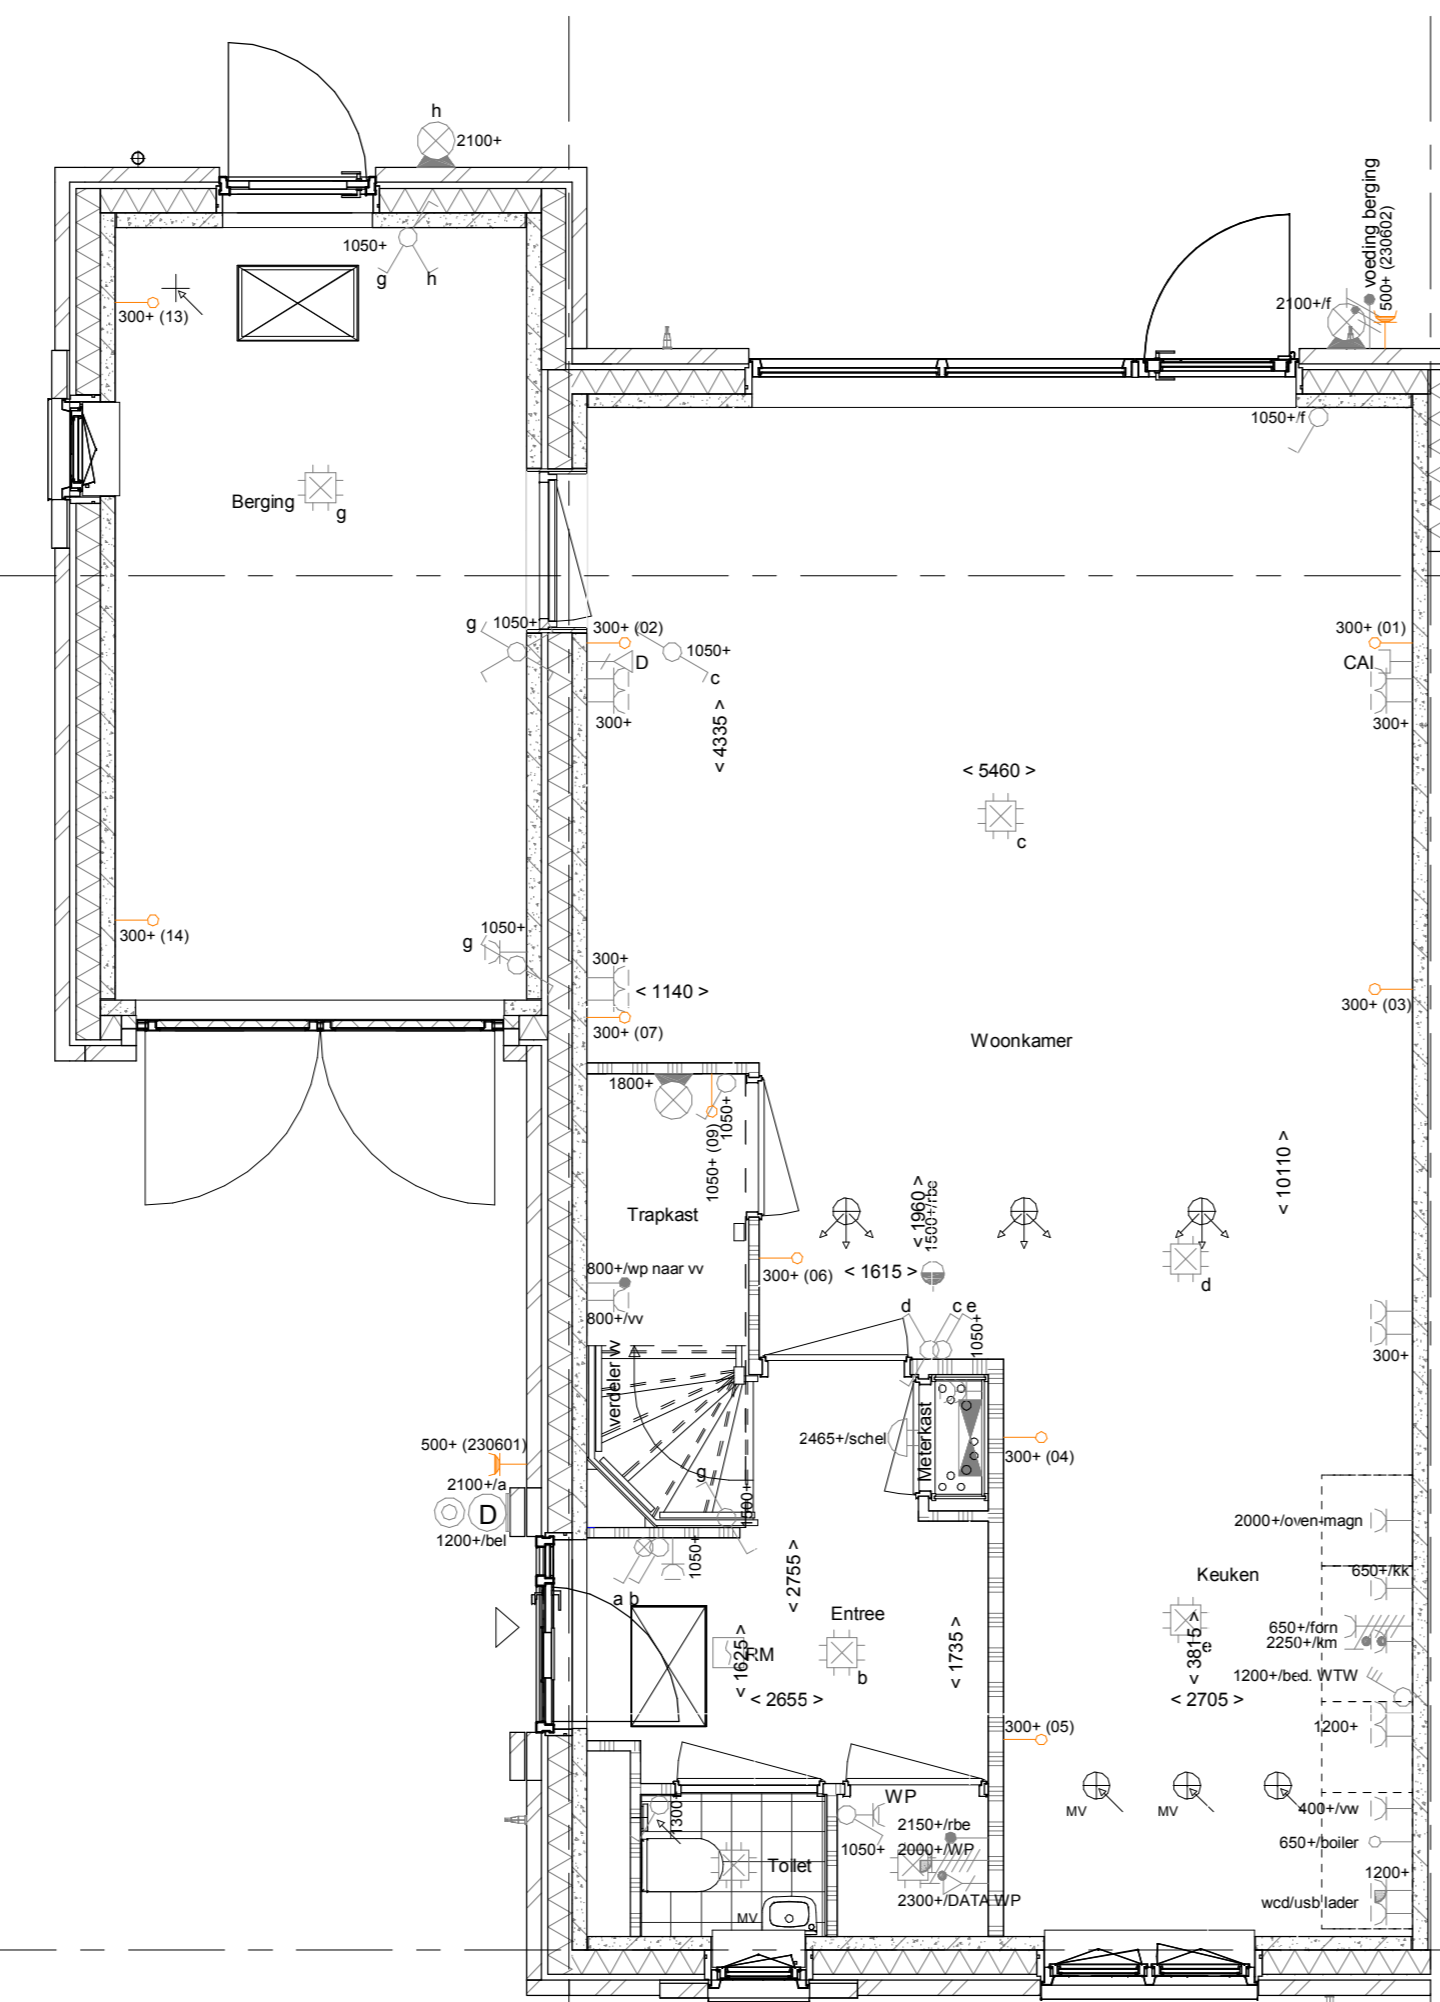 h
2100+
voeding berging
500+ (230602)
1050+
g
h
2100+/f
300+ (13)
1050+/f
Berging
g
g
1050+
300+ (02)
1050+
D
c
300+
300+ (01)
CAI
300+
< 4335 >
< 5460 >
c
300+ (14)
1050+
g
300+
< 1140 >
300+ (07)
300+ (03)
Woonkamer
1800+
1050+
1050+ (09)
< 10110 >
Trapkast
< 1960 >
1500+/rbe
800+/wp naar vv
300+ (06)
< 1615 >
d
800+/vv
d
c e
1050+
300+
verdeler vv
Meterkast
2465+/schel
500+ (230601)
300+ (04)
2100+/a
g
1500+
D
1200+/bel
2000+/oven-magn
1050+
Keuken
650+/kk
a b
< 2755 >
Entree
650+/forn
2250+/km
RM
< 1625 >
b
< 1735 >
< 3815 >
e
1200+/bed. WTW
< 2655 >
< 2705 >
300+ (05)
1200+
WP
1300+
MV
MV
400+/vw
2150+/rbe
1050+
2000+/WP
650+/boiler
Toilet
1200+
2300+/DATA WP
wcd/usb lader
MV